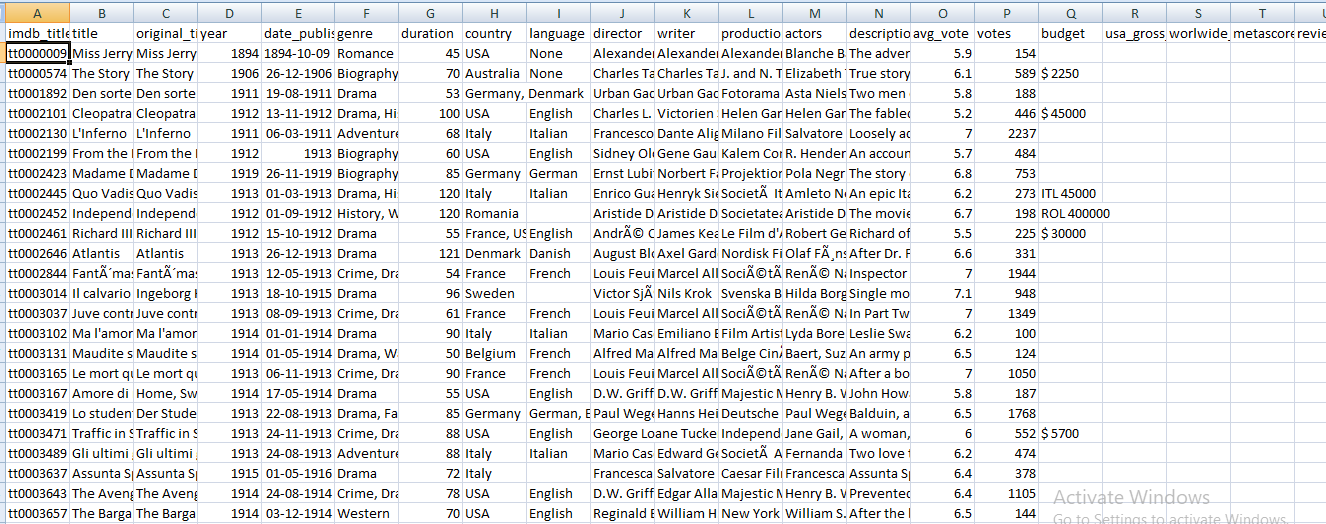 A B C D E F G H I J K L M N O P Q R S T U
imdb_title title original_ti year date_publis genre duration country language director writer productio actors descriptio avg_vote votes budget usa_gross_ worlwide_ metascore revie
tt0000009 Miss Jerry Miss Jerry 1894 1894-10-09 Romance 45 USA None Alexander Alexander Alexander Blanche B The adven 5.9 154
tt0000574 The Story The Story 1906 26-12-1906 Biography 70 Australia None Charles Ta Charles Ta J. and N. T Elizabeth True story 6.1 589 $ 2250
tt0001892 Den sorte Den sorte 1911 19-08-1911 Drama 53 Germany, Denmark Urban Gad Urban Gad Fotorama Asta Niels Two men 5.8 188
tt0002101 Cleopatra Cleopatra 1912 13-11-1912 Drama, His 100 USA English Charles L. Victorien Helen Gar Helen Gar The fabled 5.2 446 $ 45000
tt0002130 L'Inferno L'Inferno 1911 06-03-1911 Adventure 68 Italy Italian Francesco Dante Alig Milano Fil Salvatore Loosely ad 7 2237
tt0002199 From the From the 1912 1913 Biography 60 USA English Sidney Olc Gene Gau Kalem Cor R. Hender An accoun 5.7 484
tt0002423 Madame D Madame D 1919 26-11-1919 Biography 85 Germany German Ernst Lubit Norbert Fa Projektion Pola Negr The story 6.8 753
tt0002445 Quo Vadis Quo Vadis 1913 01-03-1913 Drama, His 120 Italy Italian Enrico Gua Henryk Sie SocietÃ It Amleto No An epic Ita 6.2 273 ITL 45000
tt0002452 Independ Independ 1912 01-09-1912 History, W 120 Romania Aristide D Aristide D Societatea Aristide D The movie 6.7 198 ROL 400000
tt0002461 Richard III Richard III 1912 15-10-1912 Drama 55 France, US English AndrÃ© C James Kea Le Film d'A Robert Ge Richard of 5.5 225 $ 30000
tt0002646 Atlantis Atlantis 1913 26-12-1913 Drama 121 Denmark Danish August Blo Axel Gard Nordisk Fi Olaf FÃ¸ns After Dr. F 6.6 331
tt0002844 FantÃ´mas FantÃ´mas 1913 12-05-1913 Crime, Dra 54 France French Louis Feui Marcel All SociÃ©tÃ RenÃ© N Inspector 7 1944
tt0003014 Il calvario Ingeborg H 1913 18-10-1915 Drama 96 Sweden Victor SjÃ Nils Krok Svenska B Hilda Borg Single mo 7.1 948
tt0003037 Juve contr Juve contr 1913 08-09-1913 Crime, Dra 61 France French Louis Feui Marcel All SociÃ©tÃ RenÃ© N In Part Tw 7 1349
tt0003102 Ma l'amor Ma l'amor 1914 01-01-1914 Drama 90 Italy Italian Mario Cas Emiliano B Film Artist Lyda Bore Leslie Swa 6.2 100
tt0003131 Maudite s Maudite s 1914 01-05-1914 Drama, W 50 Belgium French Alfred Ma Alfred Ma Belge CinÃ Baert, Suz An army p 6.5 124
tt0003165 Le mort qu Le mort qu 1913 06-11-1913 Crime, Dra 90 France French Louis Feui Marcel All SociÃ©tÃ RenÃ© N After a bo 7 1050
tt0003167 Amore di Home, Sw 1914 17-05-1914 Drama 55 USA English D.W. Griff D.W. Griff Majestic M Henry B. W John How 5.8 187
tt0003419 Lo studen Der Stude 1913 22-08-1913 Drama, Fa 85 Germany German, E Paul Wege Hanns Hei Deutsche Paul Wege Balduin, a 6.5 1768
tt0003471 Traffic in S Traffic in S 1913 24-11-1913 Crime, Dra 88 USA English George Loane Tucke Independ Jane Gail, A woman, 6 552 $ 5700
tt0003489 Gli ultimi Gli ultimi 1913 24-08-1913 Adventure 88 Italy Italian Mario Cas Edward Ge SocietÃ A Fernanda Two love t 6.2 474
tt0003637 Assunta Sp Assunta Sp 1915 01-05-1916 Drama 72 Italy Francesca Salvatore Caesar Fil Francesca Assunta Sp 6.4 378
tt0003643 The Aveng The Aveng 1914 24-08-1914 Crime, Dra 78 USA English D.W. Griff Edgar Alla Majestic M Henry B. W Prevented 6.4 1105
tt0003657 The Barga The Barga 1914 03-12-1914 Western 70 USA English Reginald B William H New York William S. After the 6.5 144
Activate Windows
Go to Settings to activate Windows.